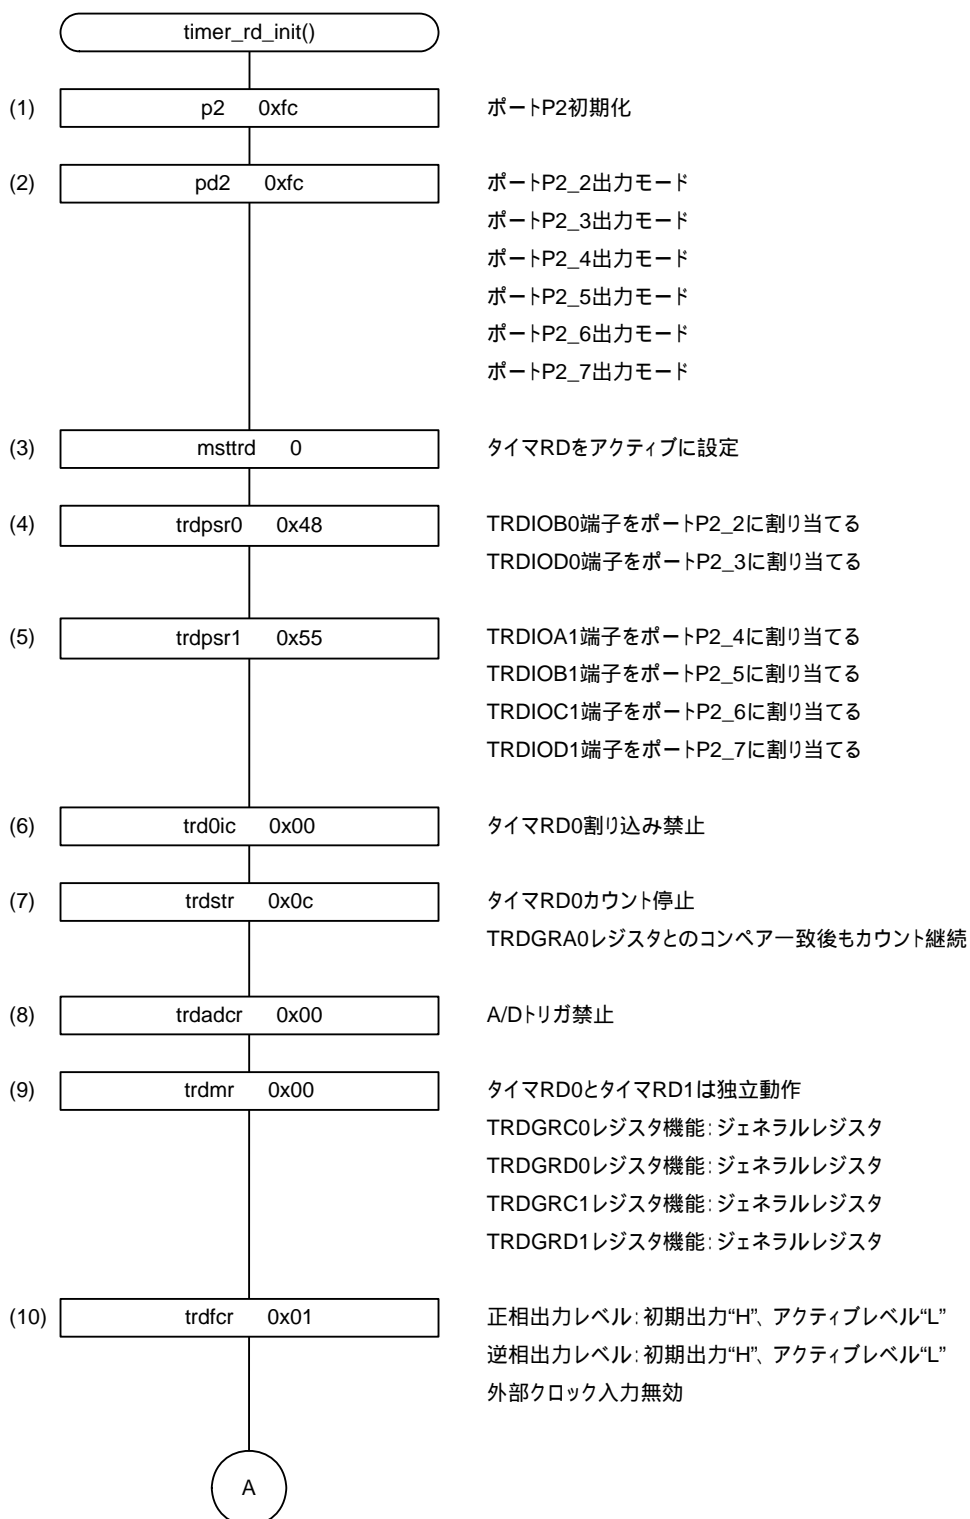 timer_rd_init()
(1) p2 0xfc ポートP2初期化
(2) pd2 0xfc ポートP2_2出力モード
ポートP2_3出力モード
ポートP2_4出力モード
ポートP2_5出力モード
ポートP2_6出力モード
ポートP2_7出力モード
(3) msttrd 0 タイマRDをアクティブに設定
(4) trdpsr0 0x48 TRDIOB0端子をポートP2_2に割り当てる
TRDIOD0端子をポートP2_3に割り当てる
(5) trdpsr1 0x55 TRDIOA1端子をポートP2_4に割り当てる
TRDIOB1端子をポートP2_5に割り当てる
TRDIOC1端子をポートP2_6に割り当てる
TRDIOD1端子をポートP2_7に割り当てる
(6) trd0ic 0x00 タイマRD0割り込み禁止
(7) trdstr 0x0c タイマRD0カウント停止
TRDGRA0レジスタとのコンペア一致後もカウント継続
(8) trdadcr 0x00 A/Dトリガ禁止
(9) trdmr 0x00 タイマRD0とタイマRD1は独立動作
TRDGRC0レジスタ機能:ジェネラルレジスタ
TRDGRD0レジスタ機能:ジェネラルレジスタ
TRDGRC1レジスタ機能:ジェネラルレジスタ
TRDGRD1レジスタ機能:ジェネラルレジスタ
(10) trdfcr 0x01 正相出力レベル:初期出力“H”、アクティブレベル“L”
逆相出力レベル:初期出力“H”、アクティブレベル“L”
外部クロック入力無効
A